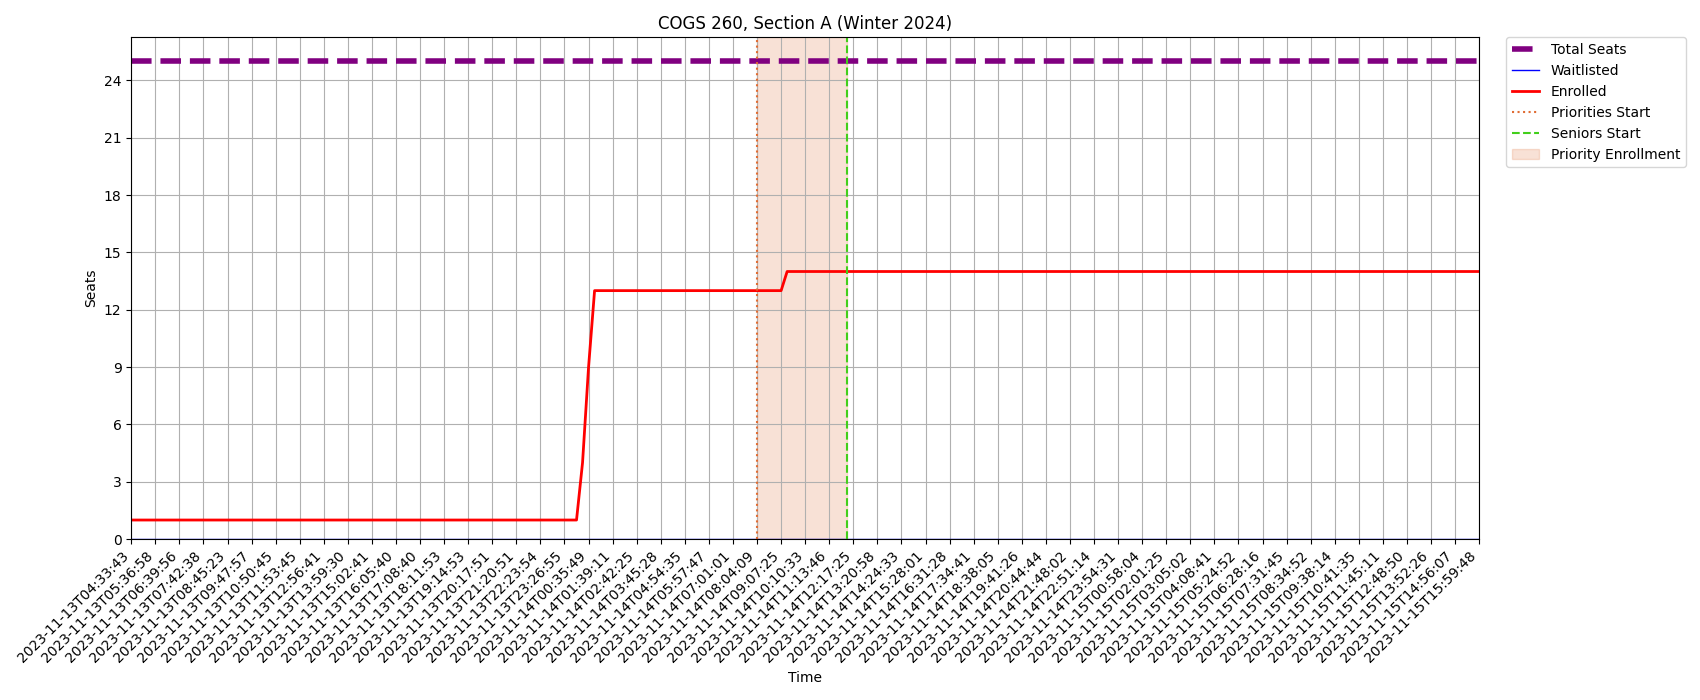 COGS 260, Section A (Winter 2024)
Total Seats
Waitlisted
Enrolled
Priorities Start
Seniors Start
Priority Enrollment
Seats
24
21
18
15
12
9
6
3
0
2023-11-13T04:33:43
2023-11-13T05:36:58
2023-11-13T06:39:56
2023-11-13T07:42:38
2023-11-13T08:45:23
2023-11-13T09:47:57
2023-11-13T10:50:45
2023-11-13T11:53:45
2023-11-13T12:56:41
2023-11-13T13:59:30
2023-11-13T15:02:41
2023-11-13T16:05:40
2023-11-13T17:08:40
2023-11-13T18:11:53
2023-11-13T19:14:53
2023-11-13T20:17:51
2023-11-13T21:20:51
2023-11-13T22:23:54
2023-11-13T23:26:55
2023-11-14T00:35:49
2023-11-14T01:39:11
2023-11-14T02:42:25
2023-11-14T03:45:28
2023-11-14T04:54:35
2023-11-14T05:57:47
2023-11-14T07:01:01
2023-11-14T08:04:09
2023-11-14T09:07:25
2023-11-14T10:10:33
2023-11-14T11:13:46
2023-11-14T12:17:25
2023-11-14T13:20:58
2023-11-14T14:24:33
2023-11-14T15:28:01
2023-11-14T16:31:28
2023-11-14T17:34:41
2023-11-14T18:38:05
2023-11-14T19:41:26
2023-11-14T20:44:44
2023-11-14T21:48:02
2023-11-14T22:51:14
2023-11-14T23:54:31
2023-11-15T00:58:04
2023-11-15T02:01:25
2023-11-15T03:05:02
2023-11-15T04:08:41
2023-11-15T05:24:52
2023-11-15T06:28:16
2023-11-15T07:31:45
2023-11-15T08:34:52
2023-11-15T09:38:14
2023-11-15T10:41:35
2023-11-15T11:45:11
2023-11-15T12:48:50
2023-11-15T13:52:26
2023-11-15T14:56:07
2023-11-15T15:59:48
Time